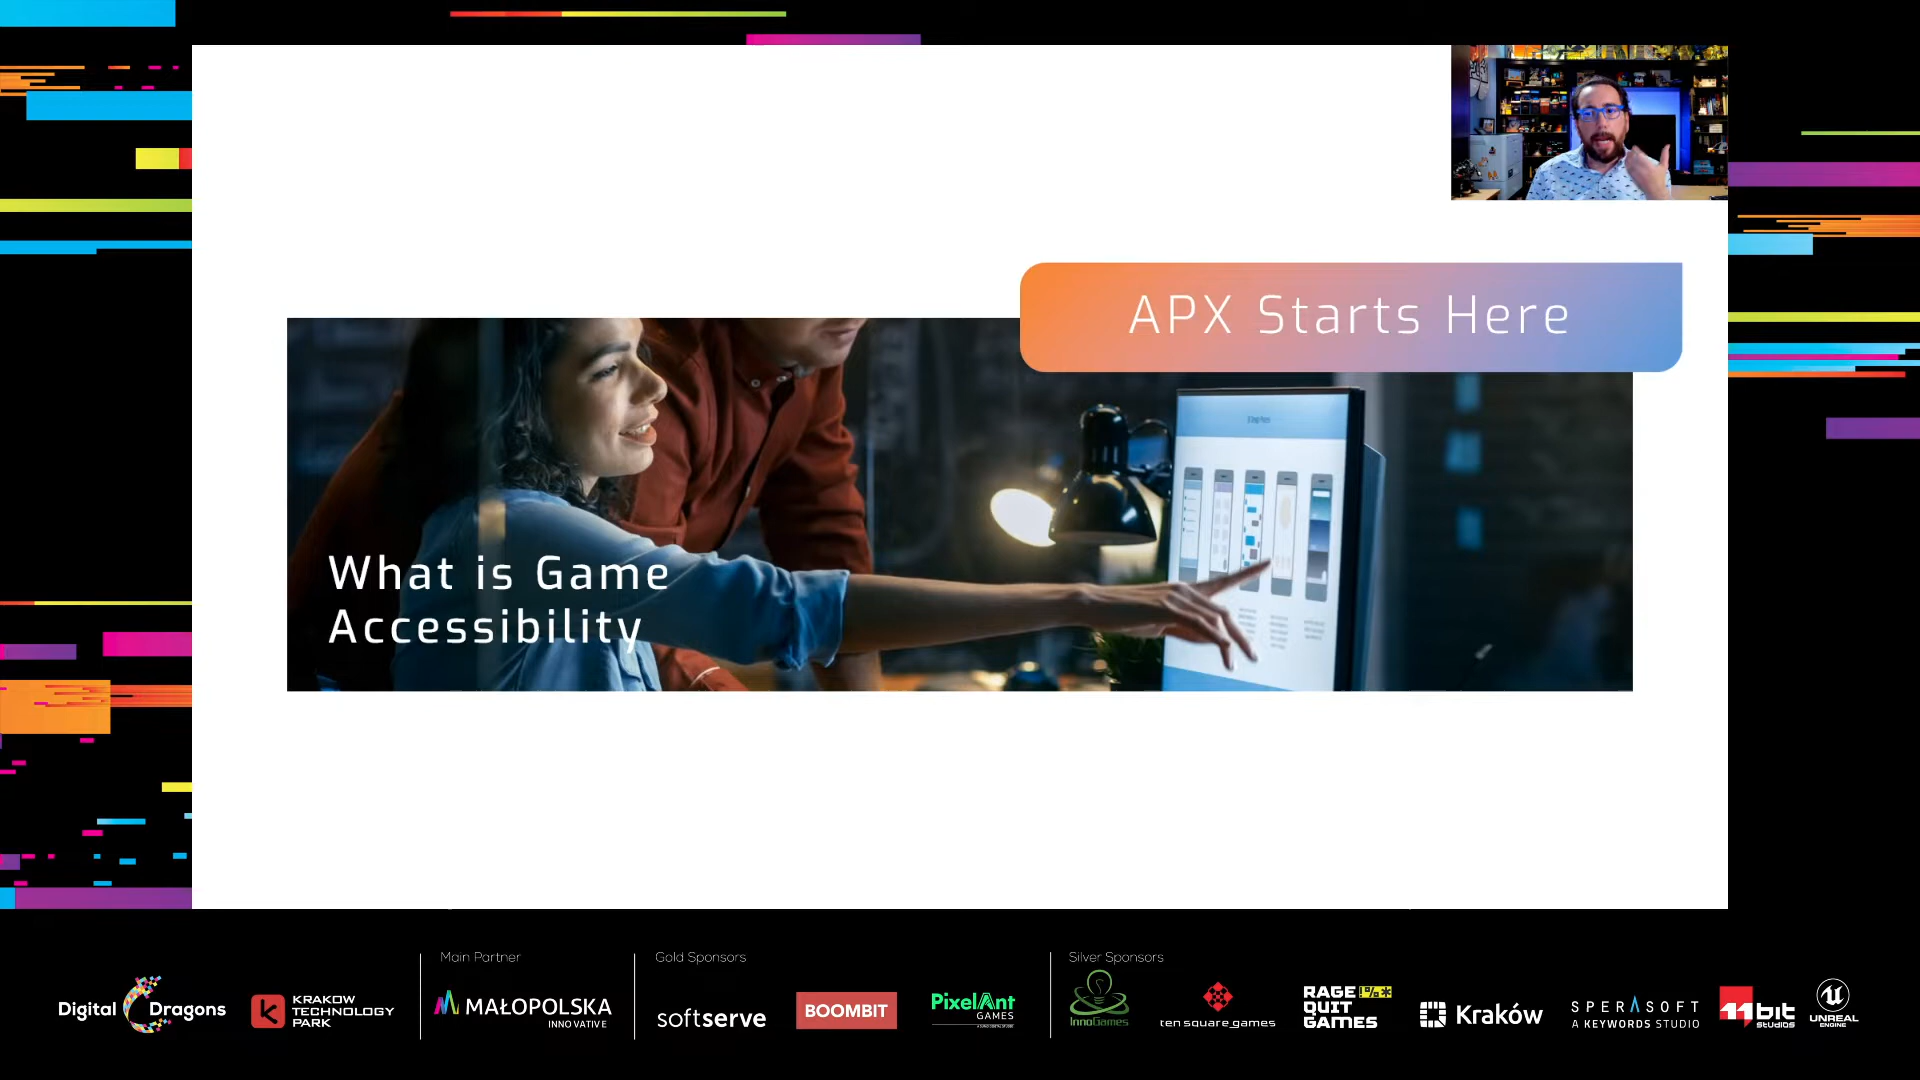 APX Starts Here
What is Game
Accessibility
Main Partner
Gold Sponsors
Silver Sponsors
Digital Dragons
KRAKOW
TECHNOLOGY
PARK
MAŁOPOLSKA
INNOVATIVE
softserve
BOOMBIT
PixelAnt
GAMES
InnoGames
ten square games
RAGE !%*
QUIT
GAMES
Kraków
SPERASOFT
A KEYWORDS STUDIO
11 bit
STUDIOS
UNREAL
ENGINE